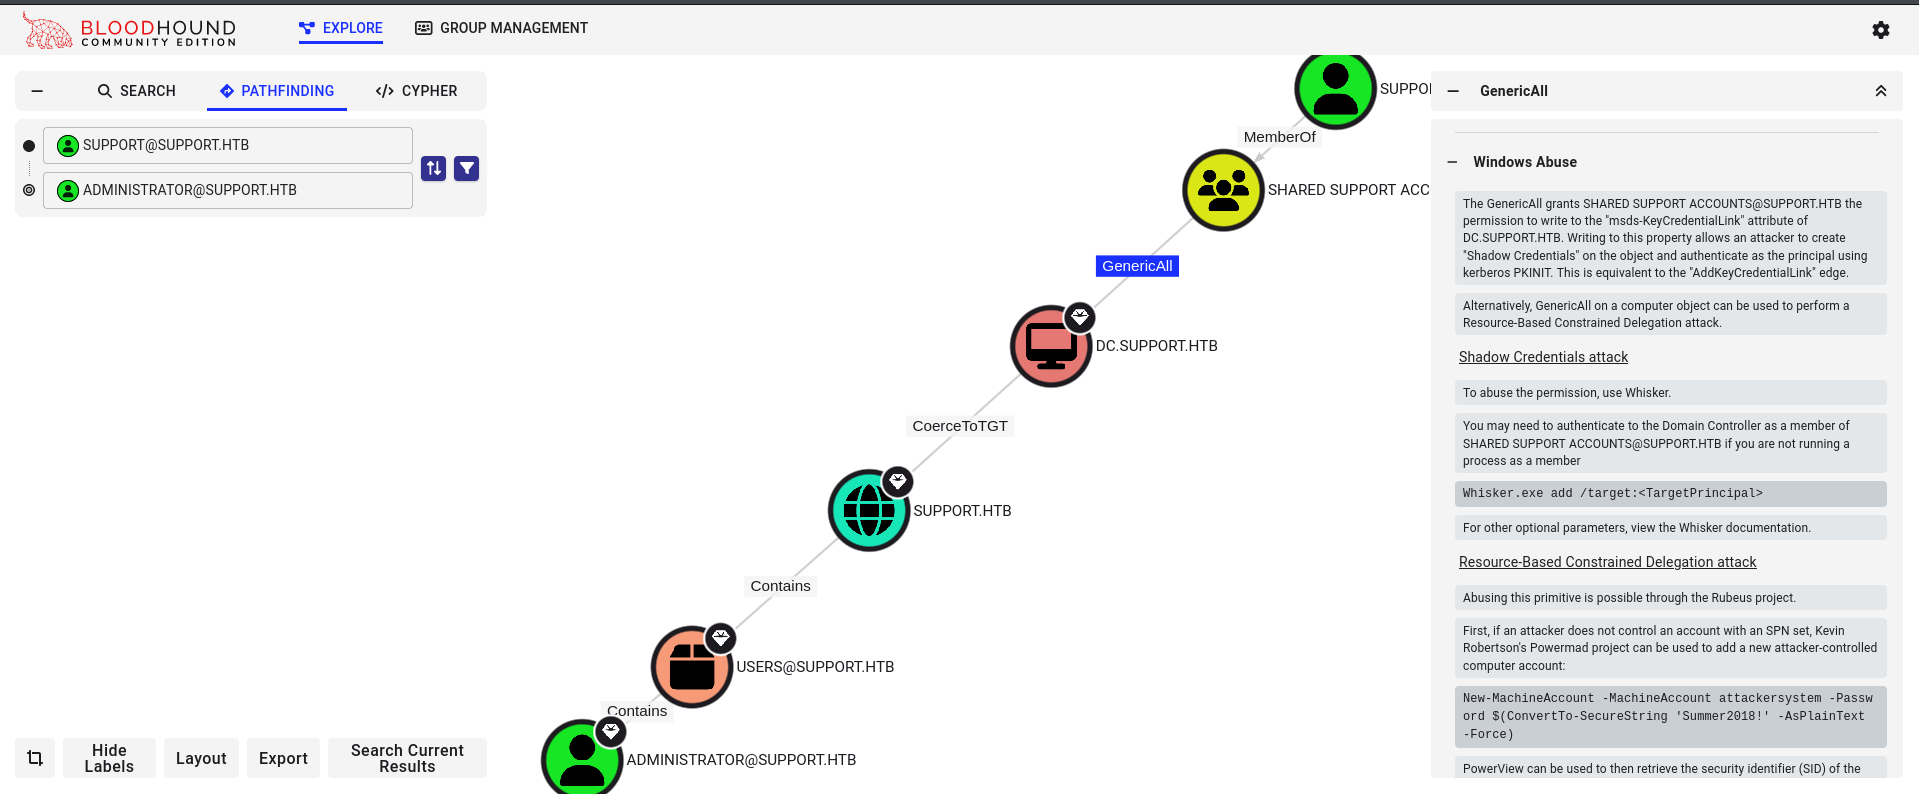 BLOODHOUND
COMMUNITY EDITION
EXPLORE
GROUP MANAGEMENT
SEARCH
PATHFINDING
CYPHER
SUPPORT@SUPPORT.HTB
ADMINISTRATOR@SUPPORT.HTB
SUPPO
MemberOf
SHARED SUPPORT ACC
GenericAll
DC.SUPPORT.HTB
CoerceToTGT
SUPPORT.HTB
Contains
USERS@SUPPORT.HTB
Contains
ADMINISTRATOR@SUPPORT.HTB
Hide
Labels
Layout
Export
Search Current
Results
GenericAll
Windows Abuse
The GenericAll grants SHARED SUPPORT ACCOUNTS@SUPPORT.HTB the
permission to write to the "msds-KeyCredentialLink" attribute of
DC.SUPPORT.HTB. Writing to this property allows an attacker to create
"Shadow Credentials" on the object and authenticate as the principal using
kerberos PKINIT. This is equivalent to the "AddKeyCredentialLink" edge.
Alternatively, GenericAll on a computer object can be used to perform a
Resource-Based Constrained Delegation attack.
Shadow Credentials attack
To abuse the permission, use Whisker.
You may need to authenticate to the Domain Controller as a member of
SHARED SUPPORT ACCOUNTS@SUPPORT.HTB if you are not running a
process as a member
Whisker.exe add /target:<TargetPrincipal>
For other optional parameters, view the Whisker documentation.
Resource-Based Constrained Delegation attack
Abusing this primitive is possible through the Rubeus project.
First, if an attacker does not control an account with an SPN set, Kevin
Robertson's Powermad project can be used to add a new attacker-controlled
computer account:
New-MachineAccount -MachineAccount attackersystem -Passw
ord $(ConvertTo-SecureString 'Summer2018!' -AsPlainText
-Force)
PowerView can be used to then retrieve the security identifier (SID) of the